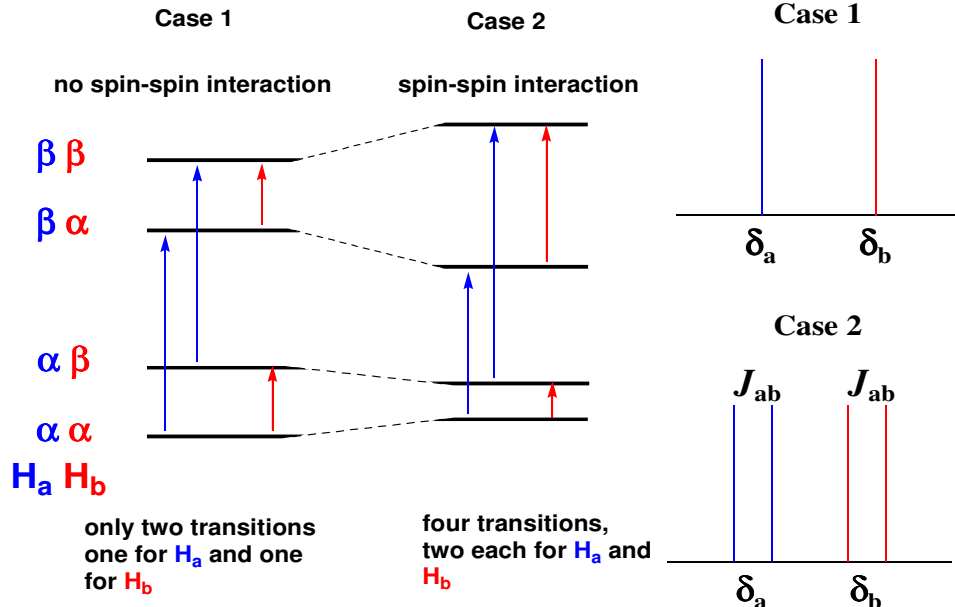 Case 1
no spin-spin interaction
β β
β α
α β
α α
Ha Hb
only two transitions
one for Ha and one
for Hb
Case 2
spin-spin interaction
four transitions,
two each for Ha and
Hb
Case 1
δa δb
Case 2
Jab Jab
δa δb